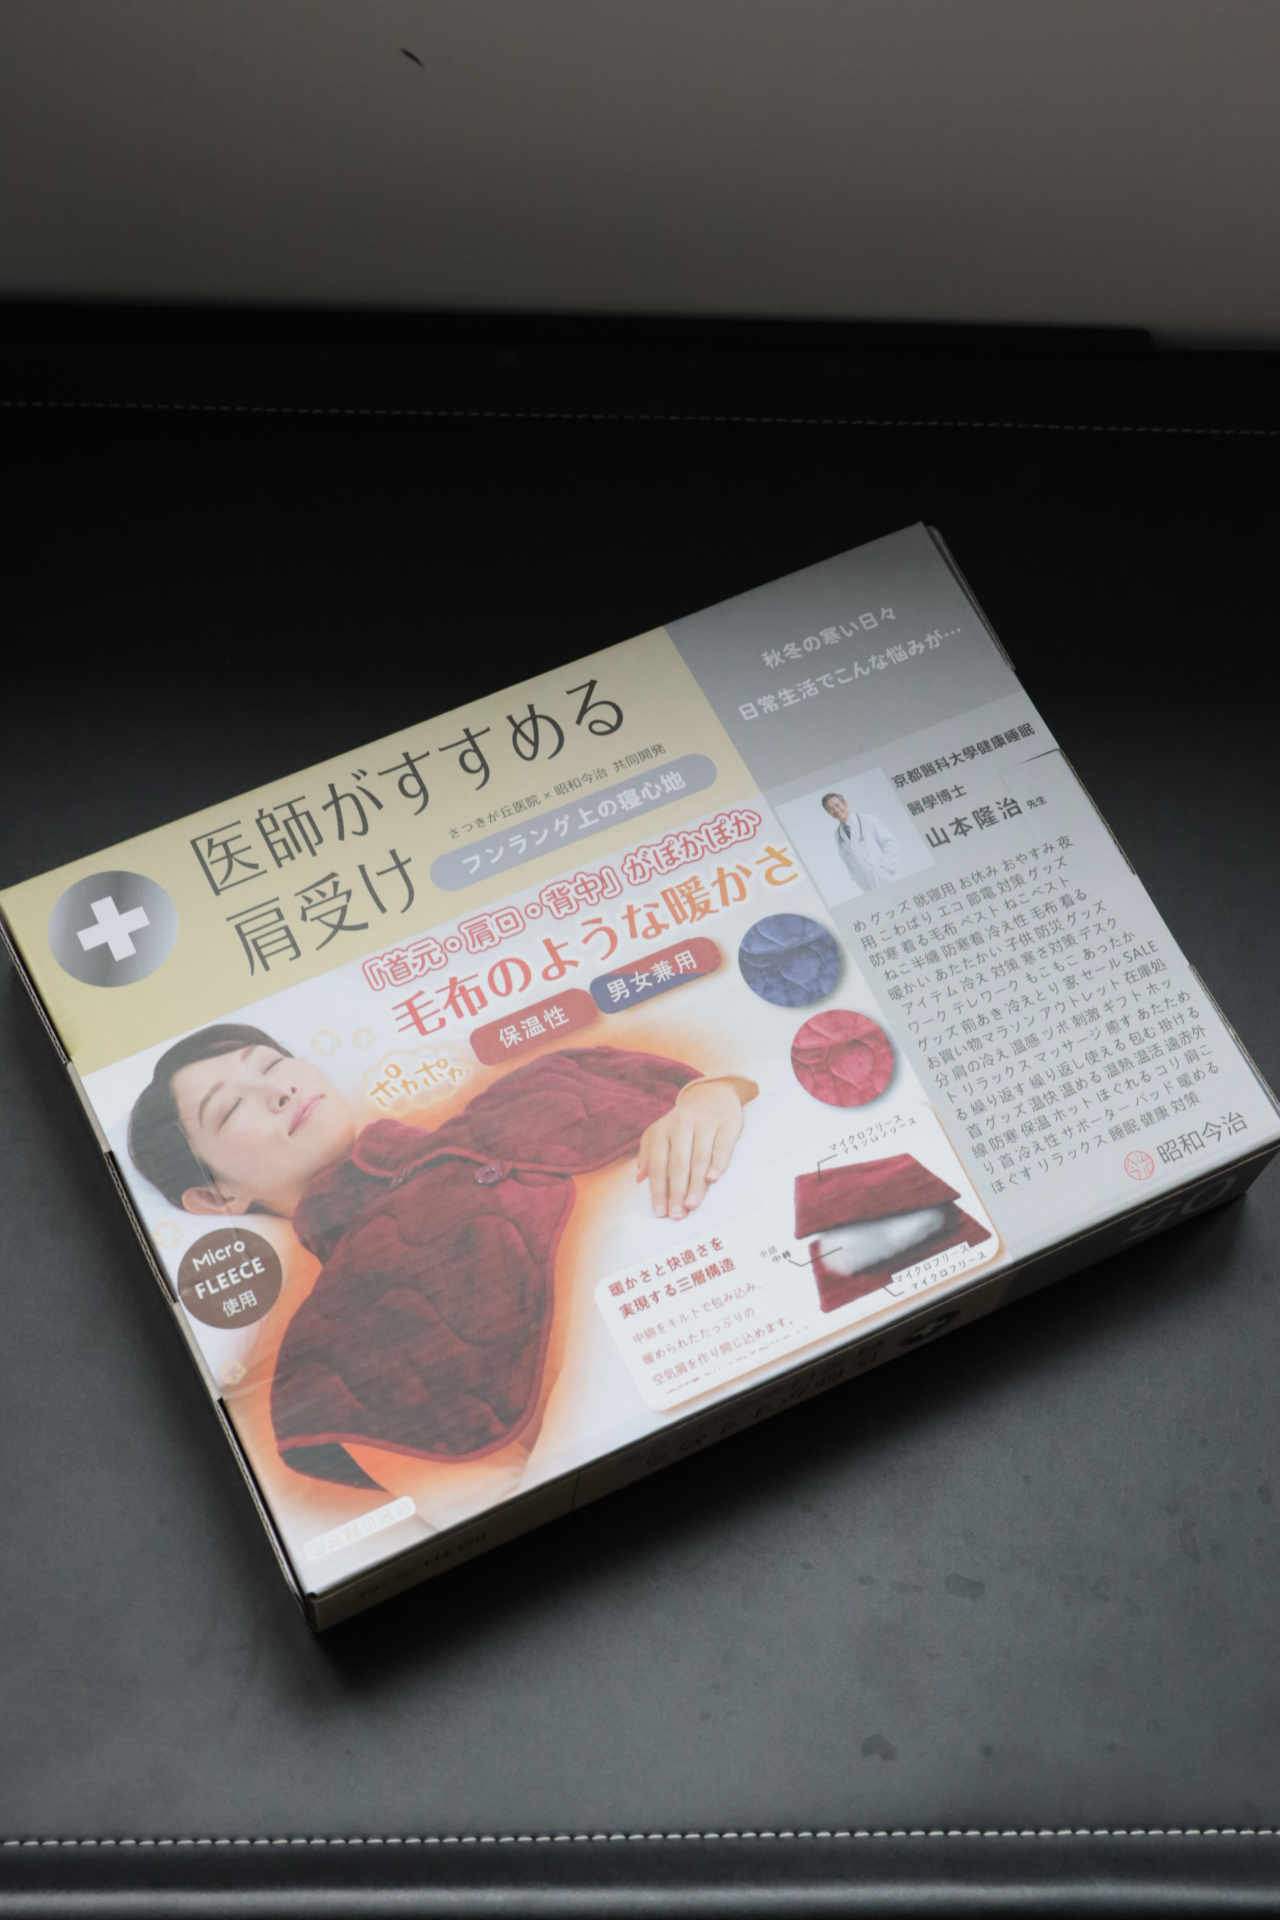 医師がすすめる
肩受け
さつきが丘医院 × 昭和今治 共同開発
フンランゲ上の寝心地
「首元・肩口・背中」がぽかぽか
毛布のような暖かさ
保温性
男女兼用
ポカポカ
Micro
FLEECE
使用
マイクロフリース
中綿
マイクロフリース
マイクロフリース
暖かさと快適さを
実現する三層構造
中綿をキルトで包み込み、
暖められたたっぷりの
空気肩を作り閉じ込めます。
秋冬の寒い日々
日常生活でこんな悩みが…
京都醫科大學健康睡眠
醫學博士
山本隆治 先生
め グッズ 就寝用 お休み おやすみ 夜
用 こわばり エコ 節電 対策 グッズ
防寒 着る毛布 ベスト ねこ ベスト
ねこ半纏 防寒着 冷え性 毛布 着る
暖かい あたたかい 子供 防災 グッズ
アイテム 冷え 対策 寒さ対策 デスク
ワーク テレワーク もこもこ あったか
グッズ 前あき 冷えとり 家 セール SALE
お買い物マラソン アウトレット 在庫処
分 肩の冷え 温感 ツボ 刺激 ギフト ホッ
ト リラックス マッサージ 癒す あたため
る 繰り返す 繰り返し使える 包む 掛ける
首 グッズ 温快 温める 温熱 温活 遠赤外
線 防寒 保温 ホット ほぐれる コリ 肩こ
り 首 冷え性 サポーター パッド 暖める
ほぐす リラックス 睡眠 健康 対策
昭和今治